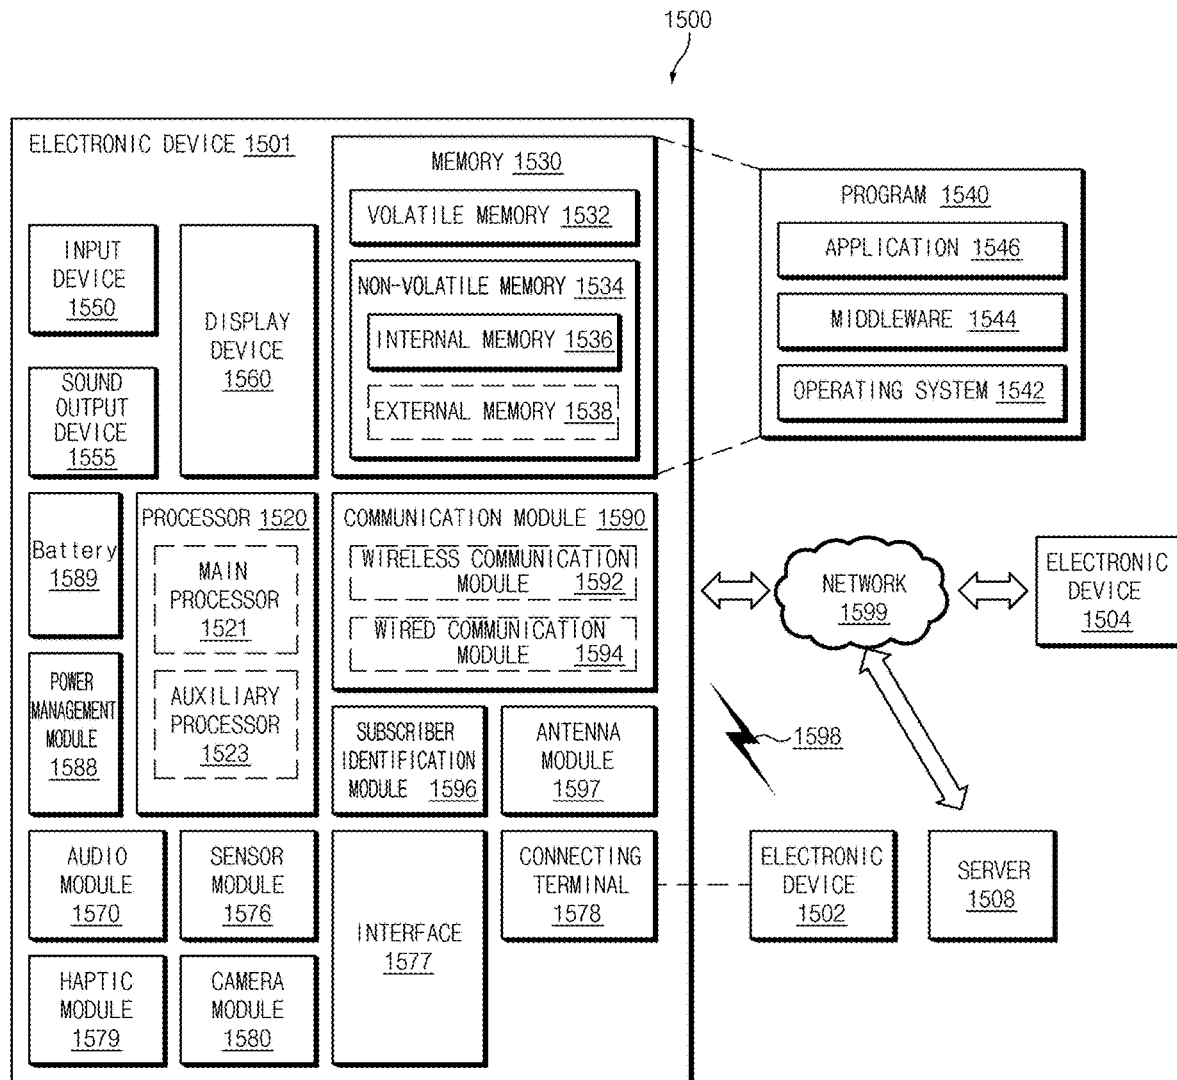 1500
ELECTRONIC DEVICE 1501
INPUT
DEVICE
1550
SOUND
OUTPUT
DEVICE
1555
DISPLAY
DEVICE
1560
MEMORY 1530
VOLATILE MEMORY 1532
NON-VOLATILE MEMORY 1534
INTERNAL MEMORY 1536
EXTERNAL MEMORY 1538
PROGRAM 1540
APPLICATION 1546
MIDDLEWARE 1544
OPERATING SYSTEM 1542
Battery
1589
POWER
MANAGEMENT
MODULE
1588
PROCESSOR 1520
MAIN
PROCESSOR
1521
AUXILIARY
PROCESSOR
1523
COMMUNICATION MODULE 1590
WIRELESS COMMUNICATION
MODULE 1592
WIRED COMMUNICATION
MODULE 1594
SUBSCRIBER
IDENTIFICATION
MODULE 1596
ANTENNA
MODULE
1597
NETWORK
1599
ELECTRONIC
DEVICE
1504
1598
AUDIO
MODULE
1570
SENSOR
MODULE
1576
INTERFACE
1577
CONNECTING
TERMINAL
1578
ELECTRONIC
DEVICE
1502
SERVER
1508
HAPTIC
MODULE
1579
CAMERA
MODULE
1580